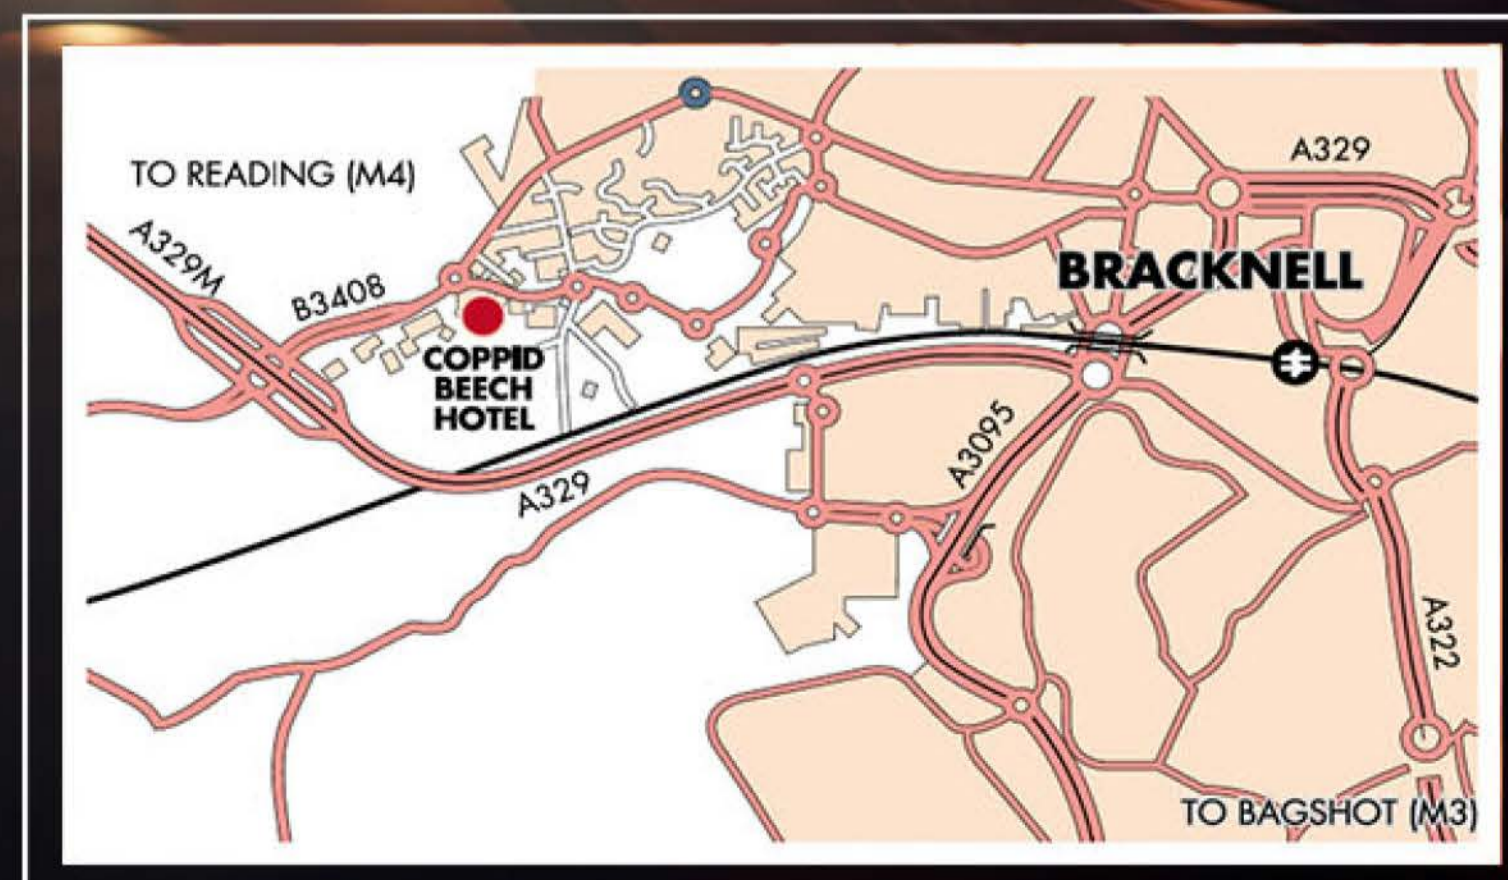 A329
TO READING (M4)
A329M
B3408
BRACKNELL
COPPID
BEECH
HOTEL
A329
A3095
A322
TO BAGSHOT (M3)